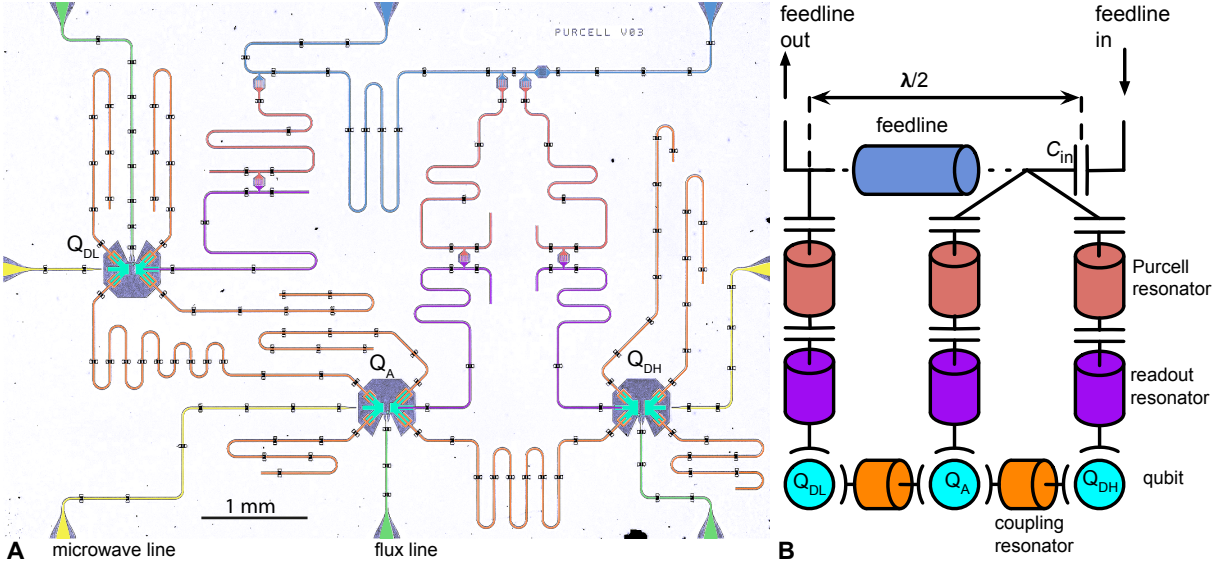 PURCELL V03
Q_DL
Q_A
Q_DH
1 mm
A
microwave line
flux line
feedline
out
feedline
in
λ/2
feedline
C_in
Purcell
resonator
readout
resonator
Q_DL
Q_A
Q_DH
qubit
coupling
resonator
B